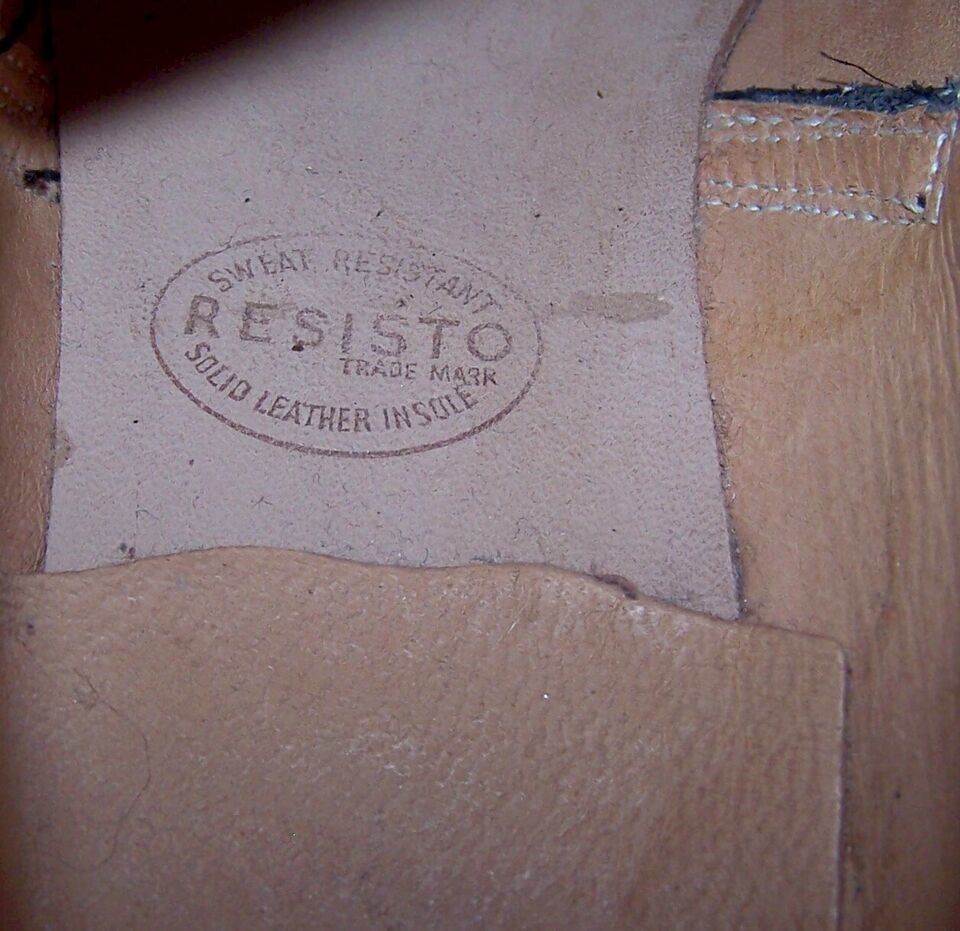 SWEAT RESISTANT
RESISTO
TRADE MARK
SOLID LEATHER INSOLE